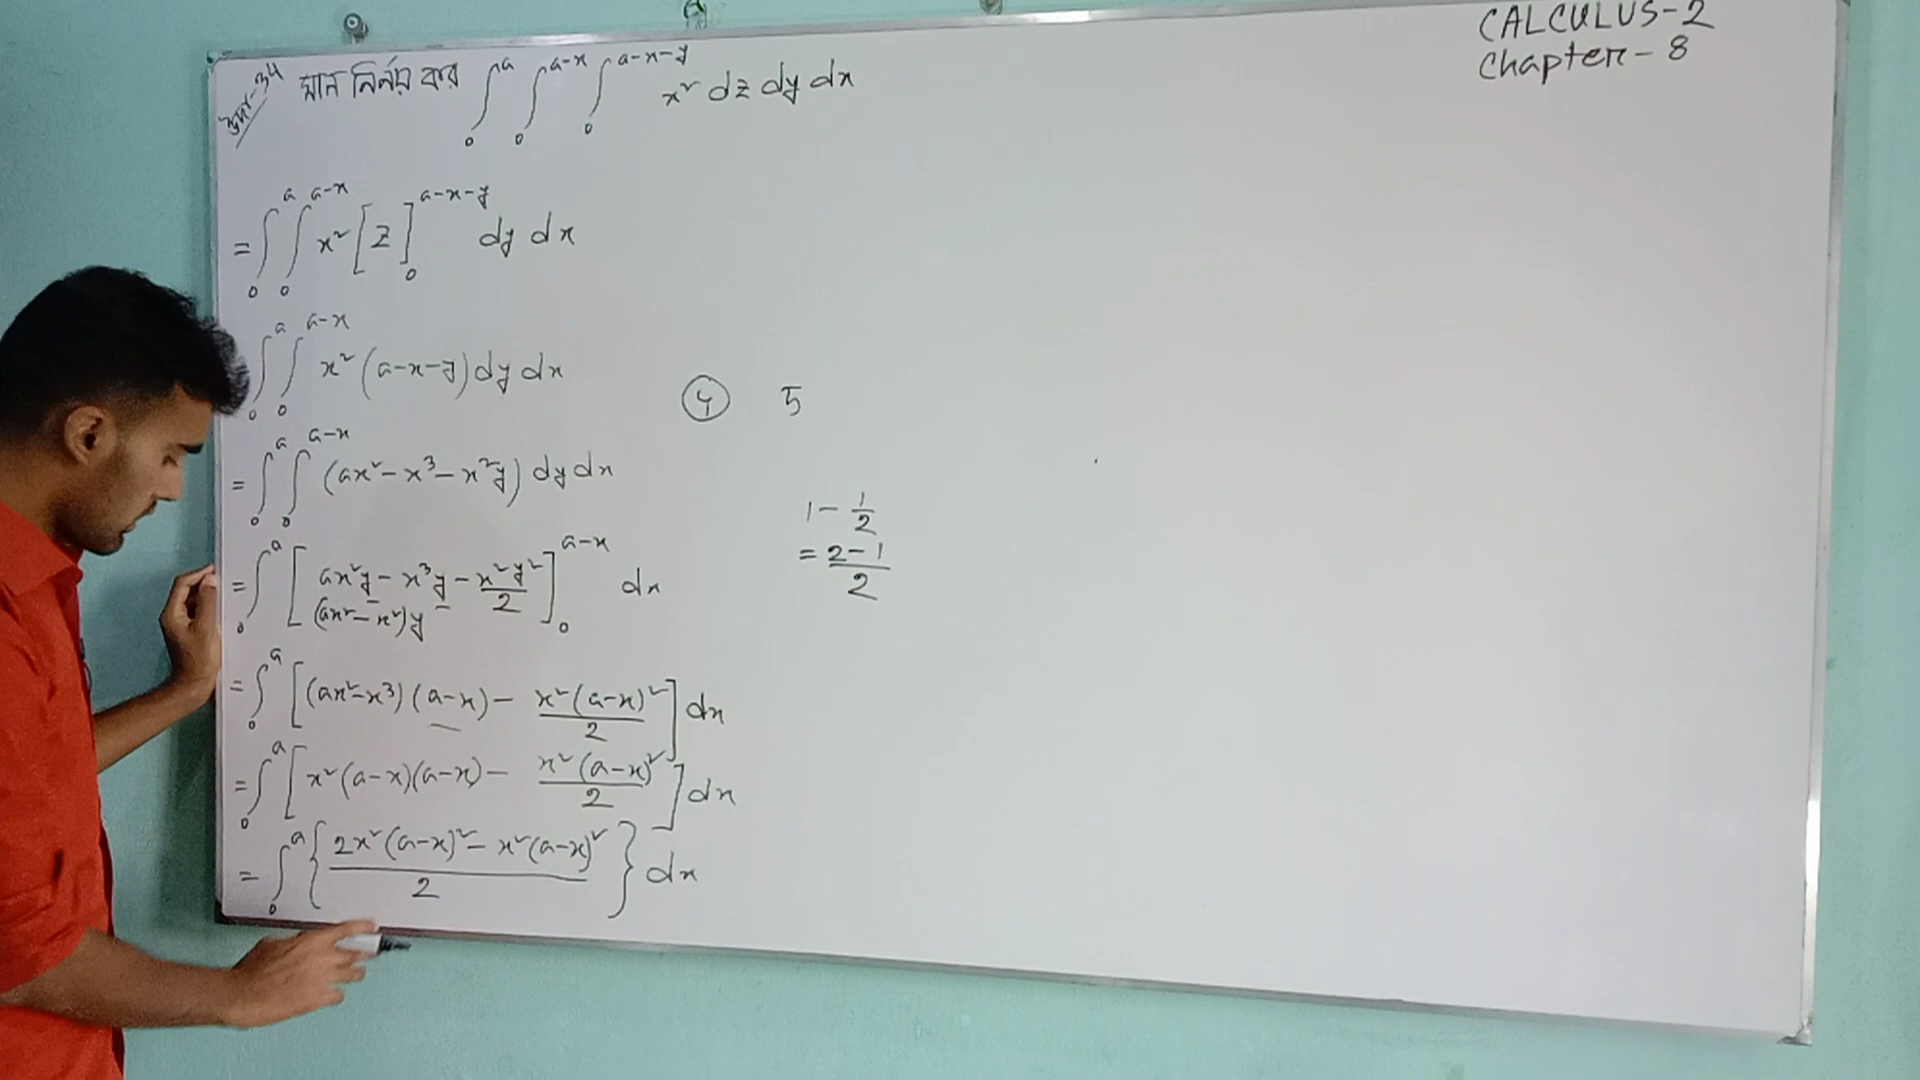 CALCULUS-2
Chapter-8
উদা-34 মান নির্ণয় কর ∫₀^a ∫₀^(a-x) ∫₀^(a-x-y) x² dz dy dx
= ∫₀^a ∫₀^(a-x) x² [z]₀^(a-x-y) dy dx
∫₀^a ∫₀^(a-x) x² (a-x-y) dy dx
= ∫₀^a ∫₀^(a-x) (ax² - x³ - x²y) dy dx
= ∫₀^a [ax²y - x³y - x²y²/2]₀^(a-x) dx
(ax² - x²)y
= ∫₀^a [(ax² - x³)(a-x) - x²(a-x)²/2] dx
= ∫₀^a [x²(a-x)(a-x) - x²(a-x)²/2] dx
= ∫₀^a {(2x²(a-x)² - x²(a-x)²)/2} dx
5
1 - 1/2
= (2-1)/2